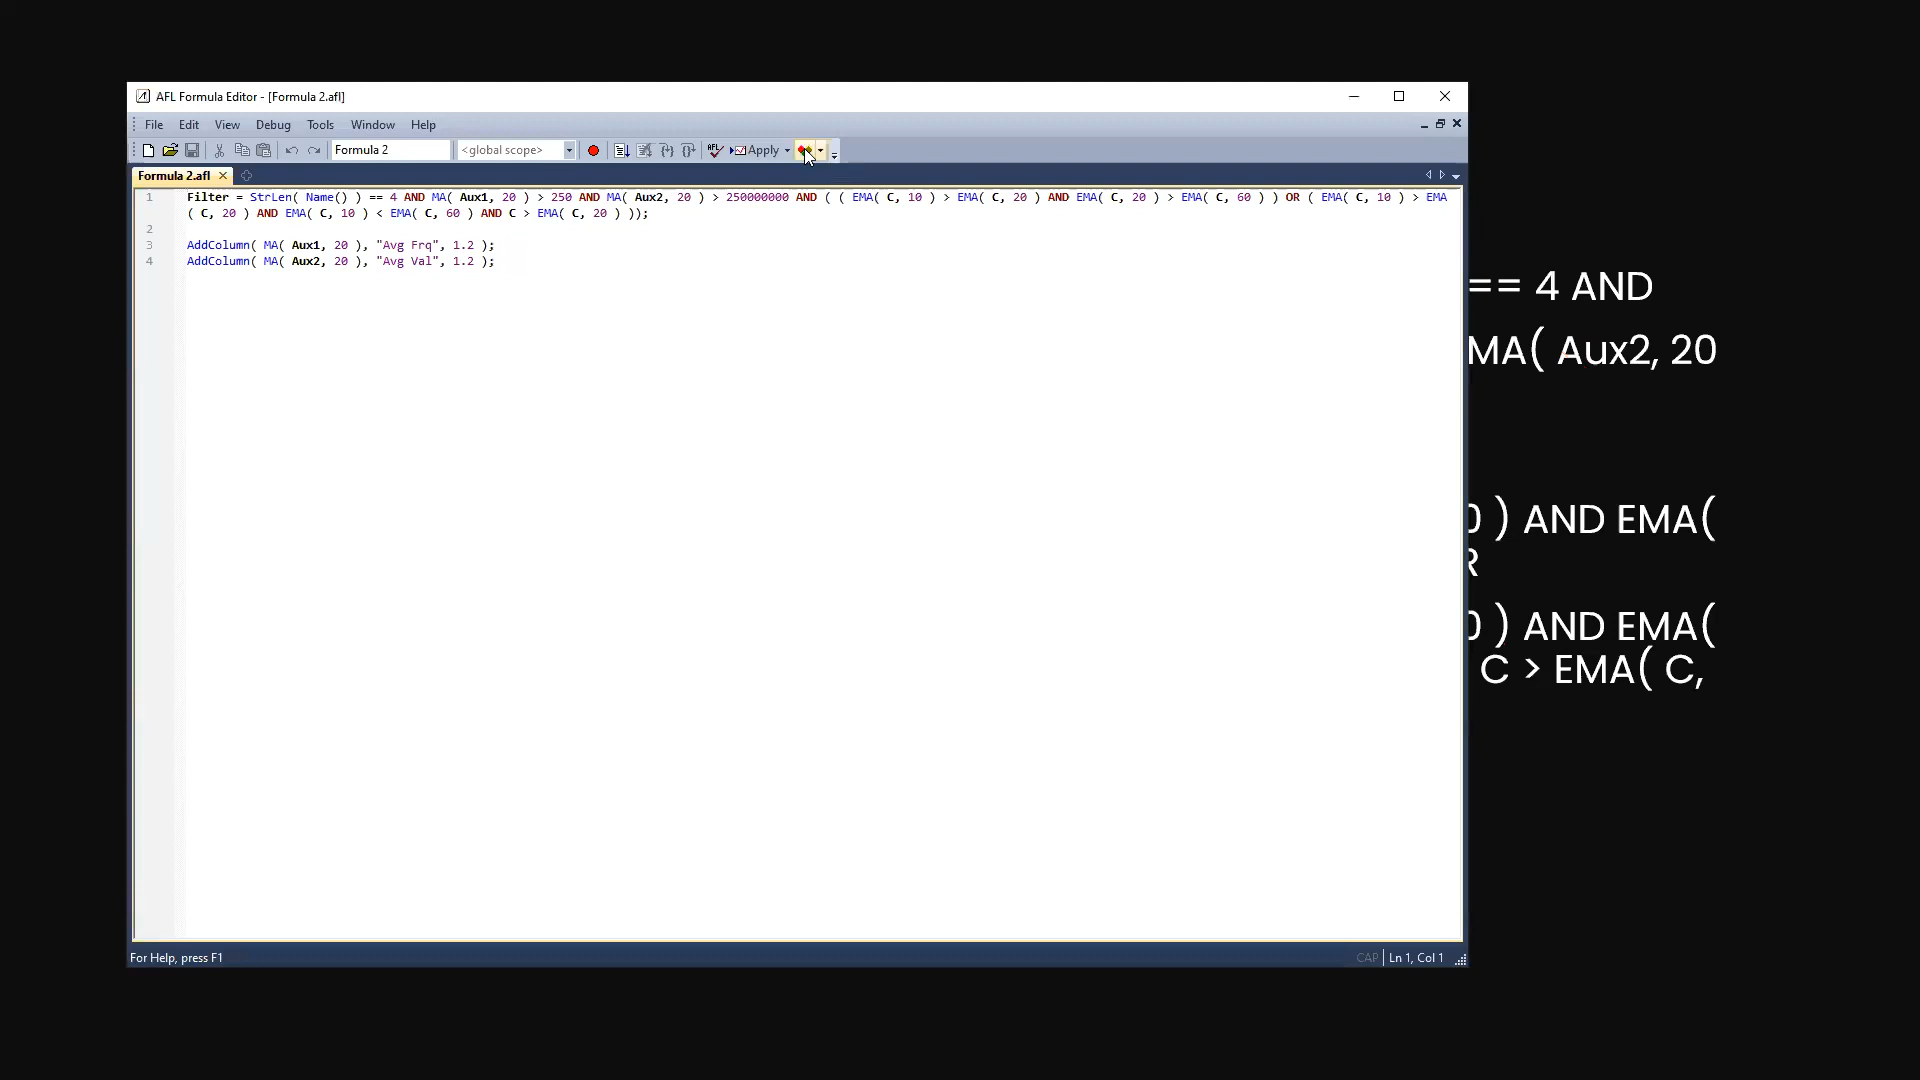 AFL Formula Editor - [Formula 2.afl]
File Edit View Debug Tools Window Help
Formula 2 <global scope> AFL Apply
Formula 2.afl
1 Filter = StrLen( Name() ) == 4 AND MA( Aux1, 20 ) > 250 AND MA( Aux2, 20 ) > 250000000 AND ( ( EMA( C, 10 ) > EMA( C, 20 ) AND EMA( C, 20 ) > EMA( C, 60 ) ) OR ( EMA( C, 10 ) > EMA
( C, 20 ) AND EMA( C, 10 ) < EMA( C, 60 ) AND C > EMA( C, 20 ) ));
2
3 AddColumn( MA( Aux1, 20 ), "Avg Frq", 1.2 );
4 AddColumn( MA( Aux2, 20 ), "Avg Val", 1.2 );
== 4 AND
MA( Aux2, 20
0 ) AND EMA(
R
0 ) AND EMA(
C > EMA( C,
For Help, press F1
CAP Ln 1, Col 1